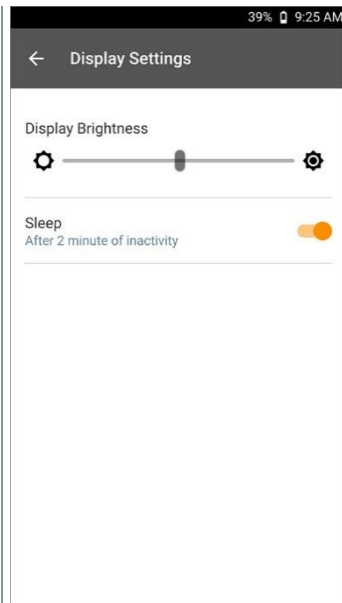 39% 9:25 AM
Display Settings
Display Brightness
Sleep
After 2 minute of inactivity